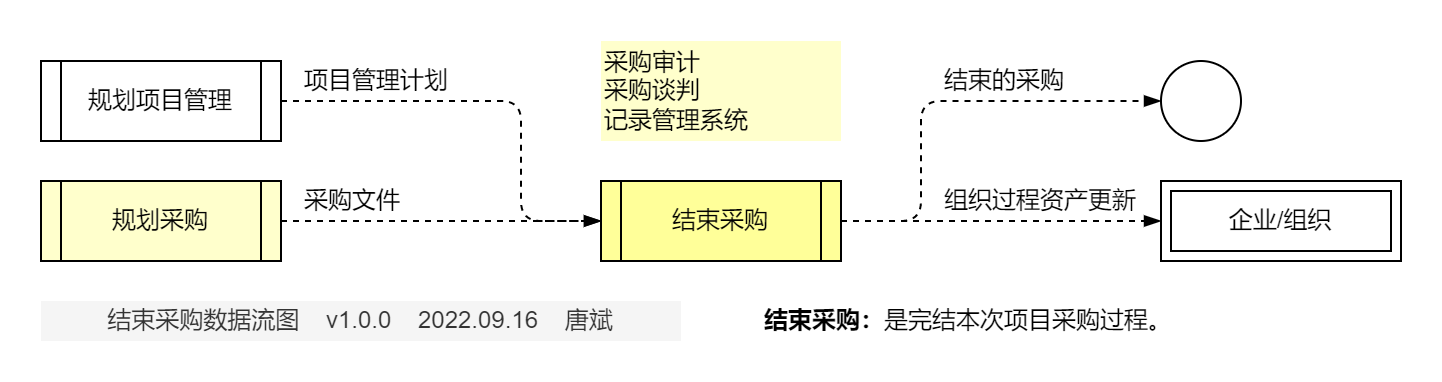 规划项目管理
项目管理计划
采购审计
采购谈判
记录管理系统
结束的采购
规划采购
采购文件
结束采购
组织过程资产更新
企业/组织
结束采购数据流图 v1.0.0 2022.09.16 唐斌
结束采购：是完结本次项目采购过程。